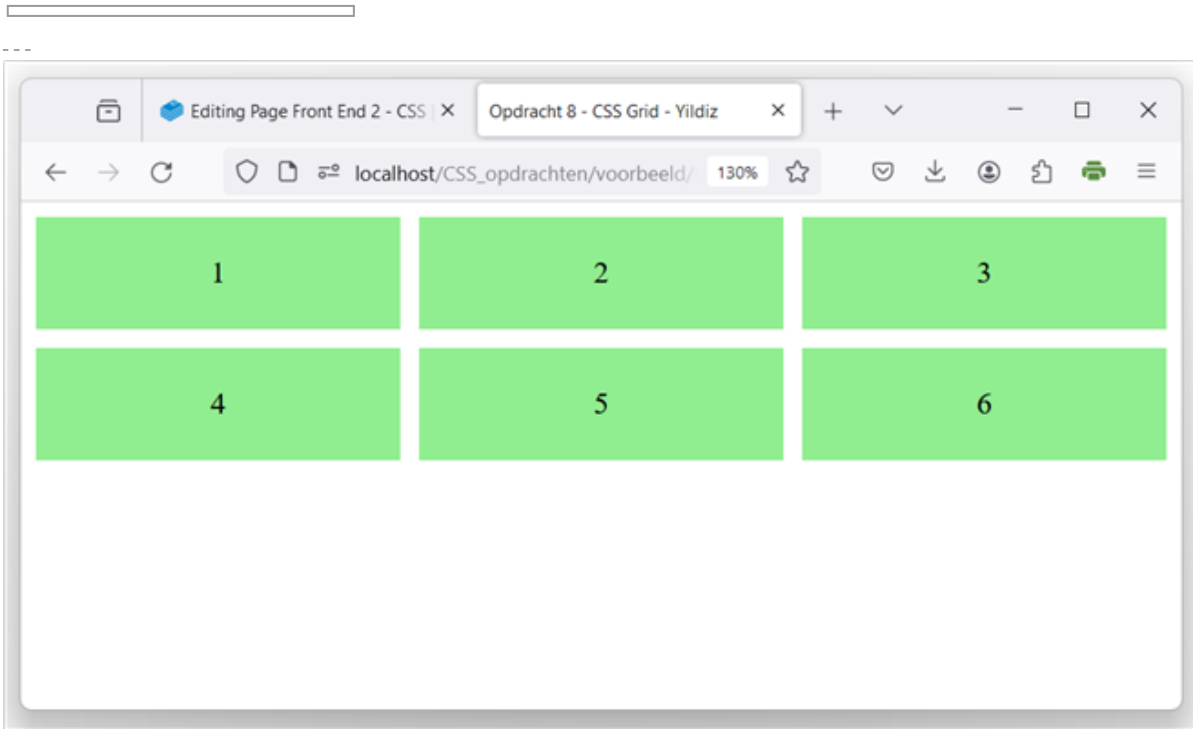 Editing Page Front End 2 - CSS
Opdracht 8 - CSS Grid - Yildiz
localhost/CSS_opdrachten/voorbeeld/
130%
1
2
3
4
5
6